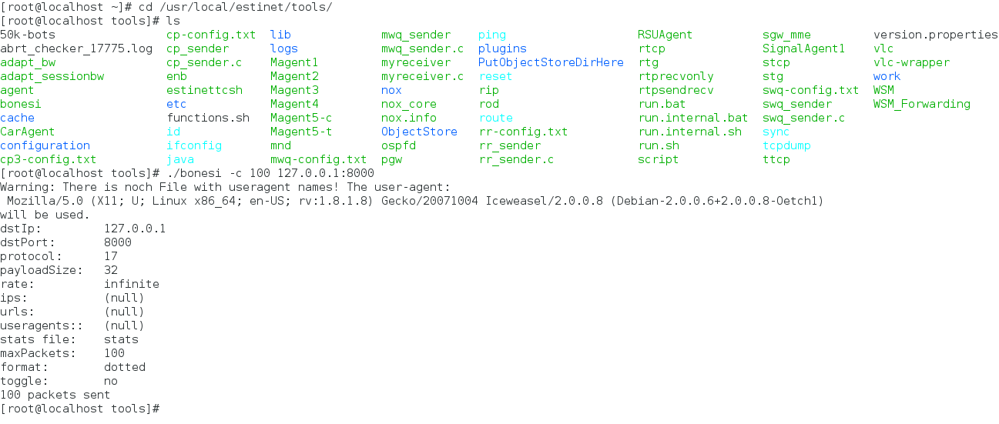 [root@localhost ~]# cd /usr/local/estinet/tools/
[root@localhost tools]# ls
50k-bots cp-config.txt lib mwq_sender ping RSUAgent sgw_mme version.properties
abrt_checker_17775.log cp_sender logs mwq_sender.c plugins rtcp SignalAgent1 vlc
adapt_bw cp_sender.c Magent1 myreceiver PutObjectStoreDirHere rtg stcp vlc-wrapper
adapt_sessionbw enb Magent2 myreceiver.c reset rtprecvonly stg work
agent estinettcsh Magent3 nox rip rtpsendrecv swq-config.txt WSM
bonesi etc Magent4 nox_core rod run.bat swq_sender WSM_Forwarding
cache functions.sh Magent5-c nox.info route run.internal.bat swq_sender.c
CarAgent id Magent5-t ObjectStore rr-config.txt run.internal.sh sync
configuration ifconfig mnd ospfd rr_sender run.sh tcpdump
cp3-config.txt java mwq-config.txt pgw rr_sender.c script ttcp
[root@localhost tools]# ./bonesi -c 100 127.0.0.1:8000
Warning: There is noch File with useragent names! The user-agent:
 Mozilla/5.0 (X11; U; Linux x86_64; en-US; rv:1.8.1.8) Gecko/20071004 Iceweasel/2.0.0.8 (Debian-2.0.0.6+2.0.0.8-Oetch1)
will be used.
dstIp: 127.0.0.1
dstPort: 8000
protocol: 17
payloadSize: 32
rate: infinite
ips: (null)
urls: (null)
useragents:: (null)
stats file: stats
maxPackets: 100
format: dotted
toggle: no
100 packets sent
[root@localhost tools]#